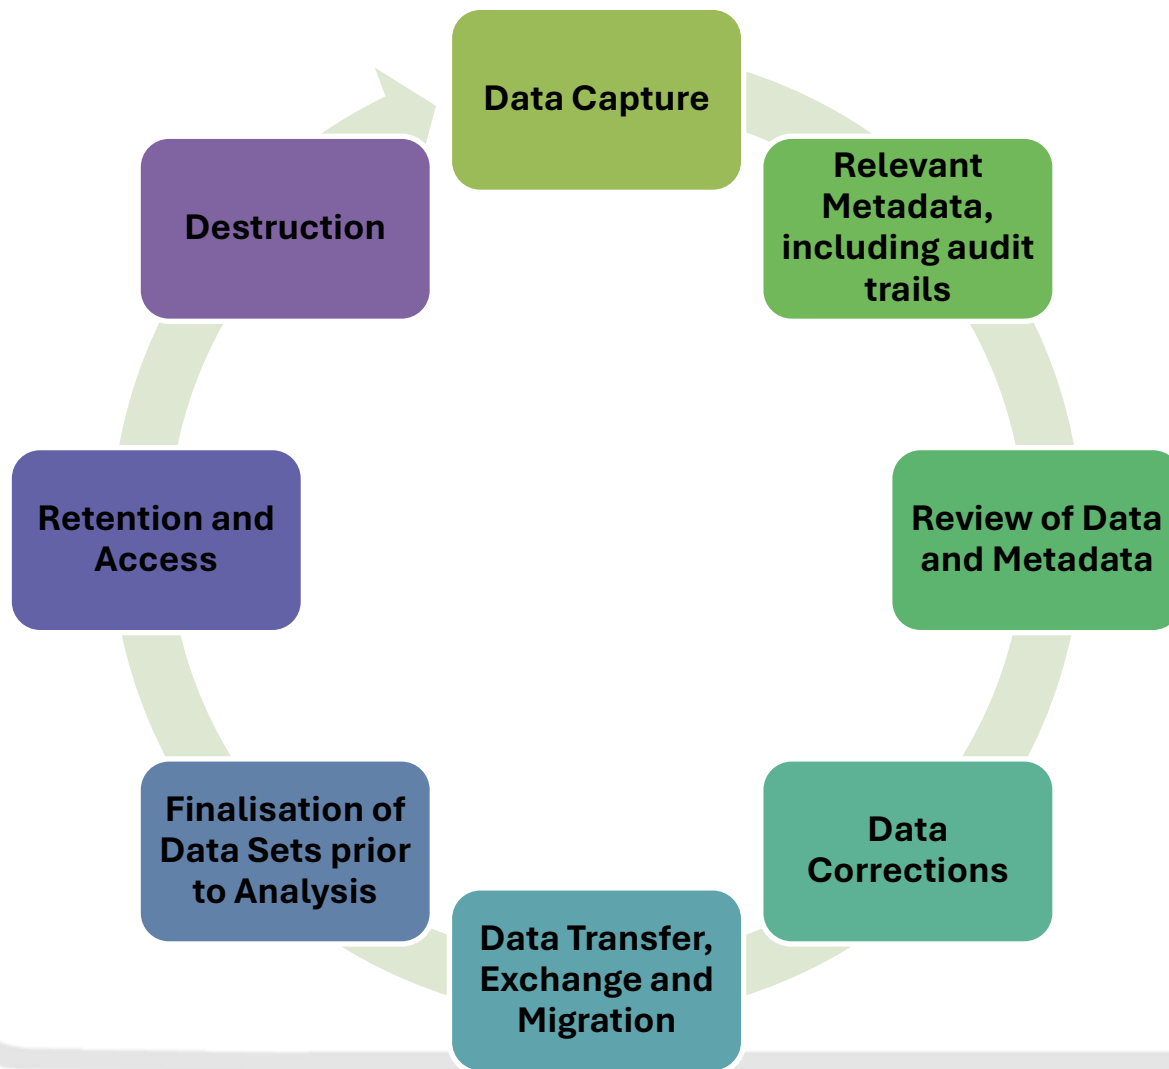 Data Capture
Relevant
Metadata,
including audit
trails
Review of Data
and Metadata
Data
Corrections
Data Transfer,
Exchange and
Migration
Finalisation of
Data Sets prior
to Analysis
Retention and
Access
Destruction